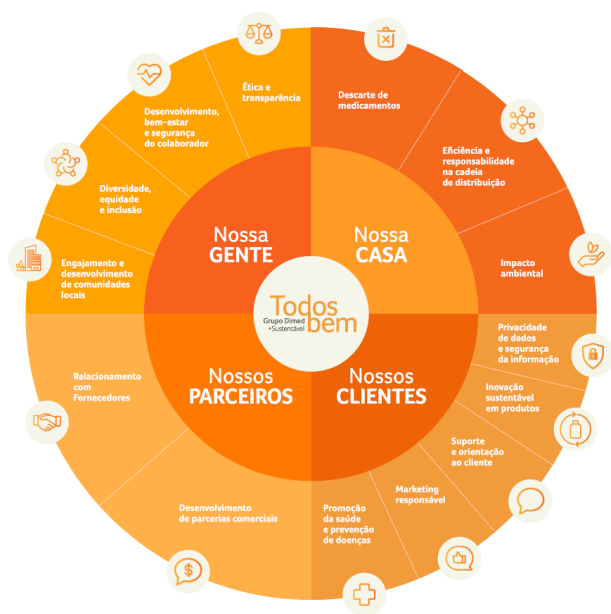 Ética e
transparência
Desenvolvimento,
bem-estar
e segurança
do colaborador
Diversidade,
equidade
e inclusão
Engajamento e
desenvolvimento
de comunidades
locais
Descarte de
medicamentos
Eficiência e
responsabilidade
na cadeia
de distribuição
Impacto
ambiental
Nossa
GENTE
Nossa
CASA
Todos
bem
Grupo Dimed
+Sustentável
Nossos
PARCEIROS
Nossos
CLIENTES
Relacionamento
com
Fornecedores
Desenvolvimento
de parcerias comerciais
$
Privacidade
de dados
e segurança
da informação
Inovação
sustentável
em produtos
Suporte
e orientação
ao cliente
Marketing
responsável
Promoção
da saúde
e prevenção
de doenças